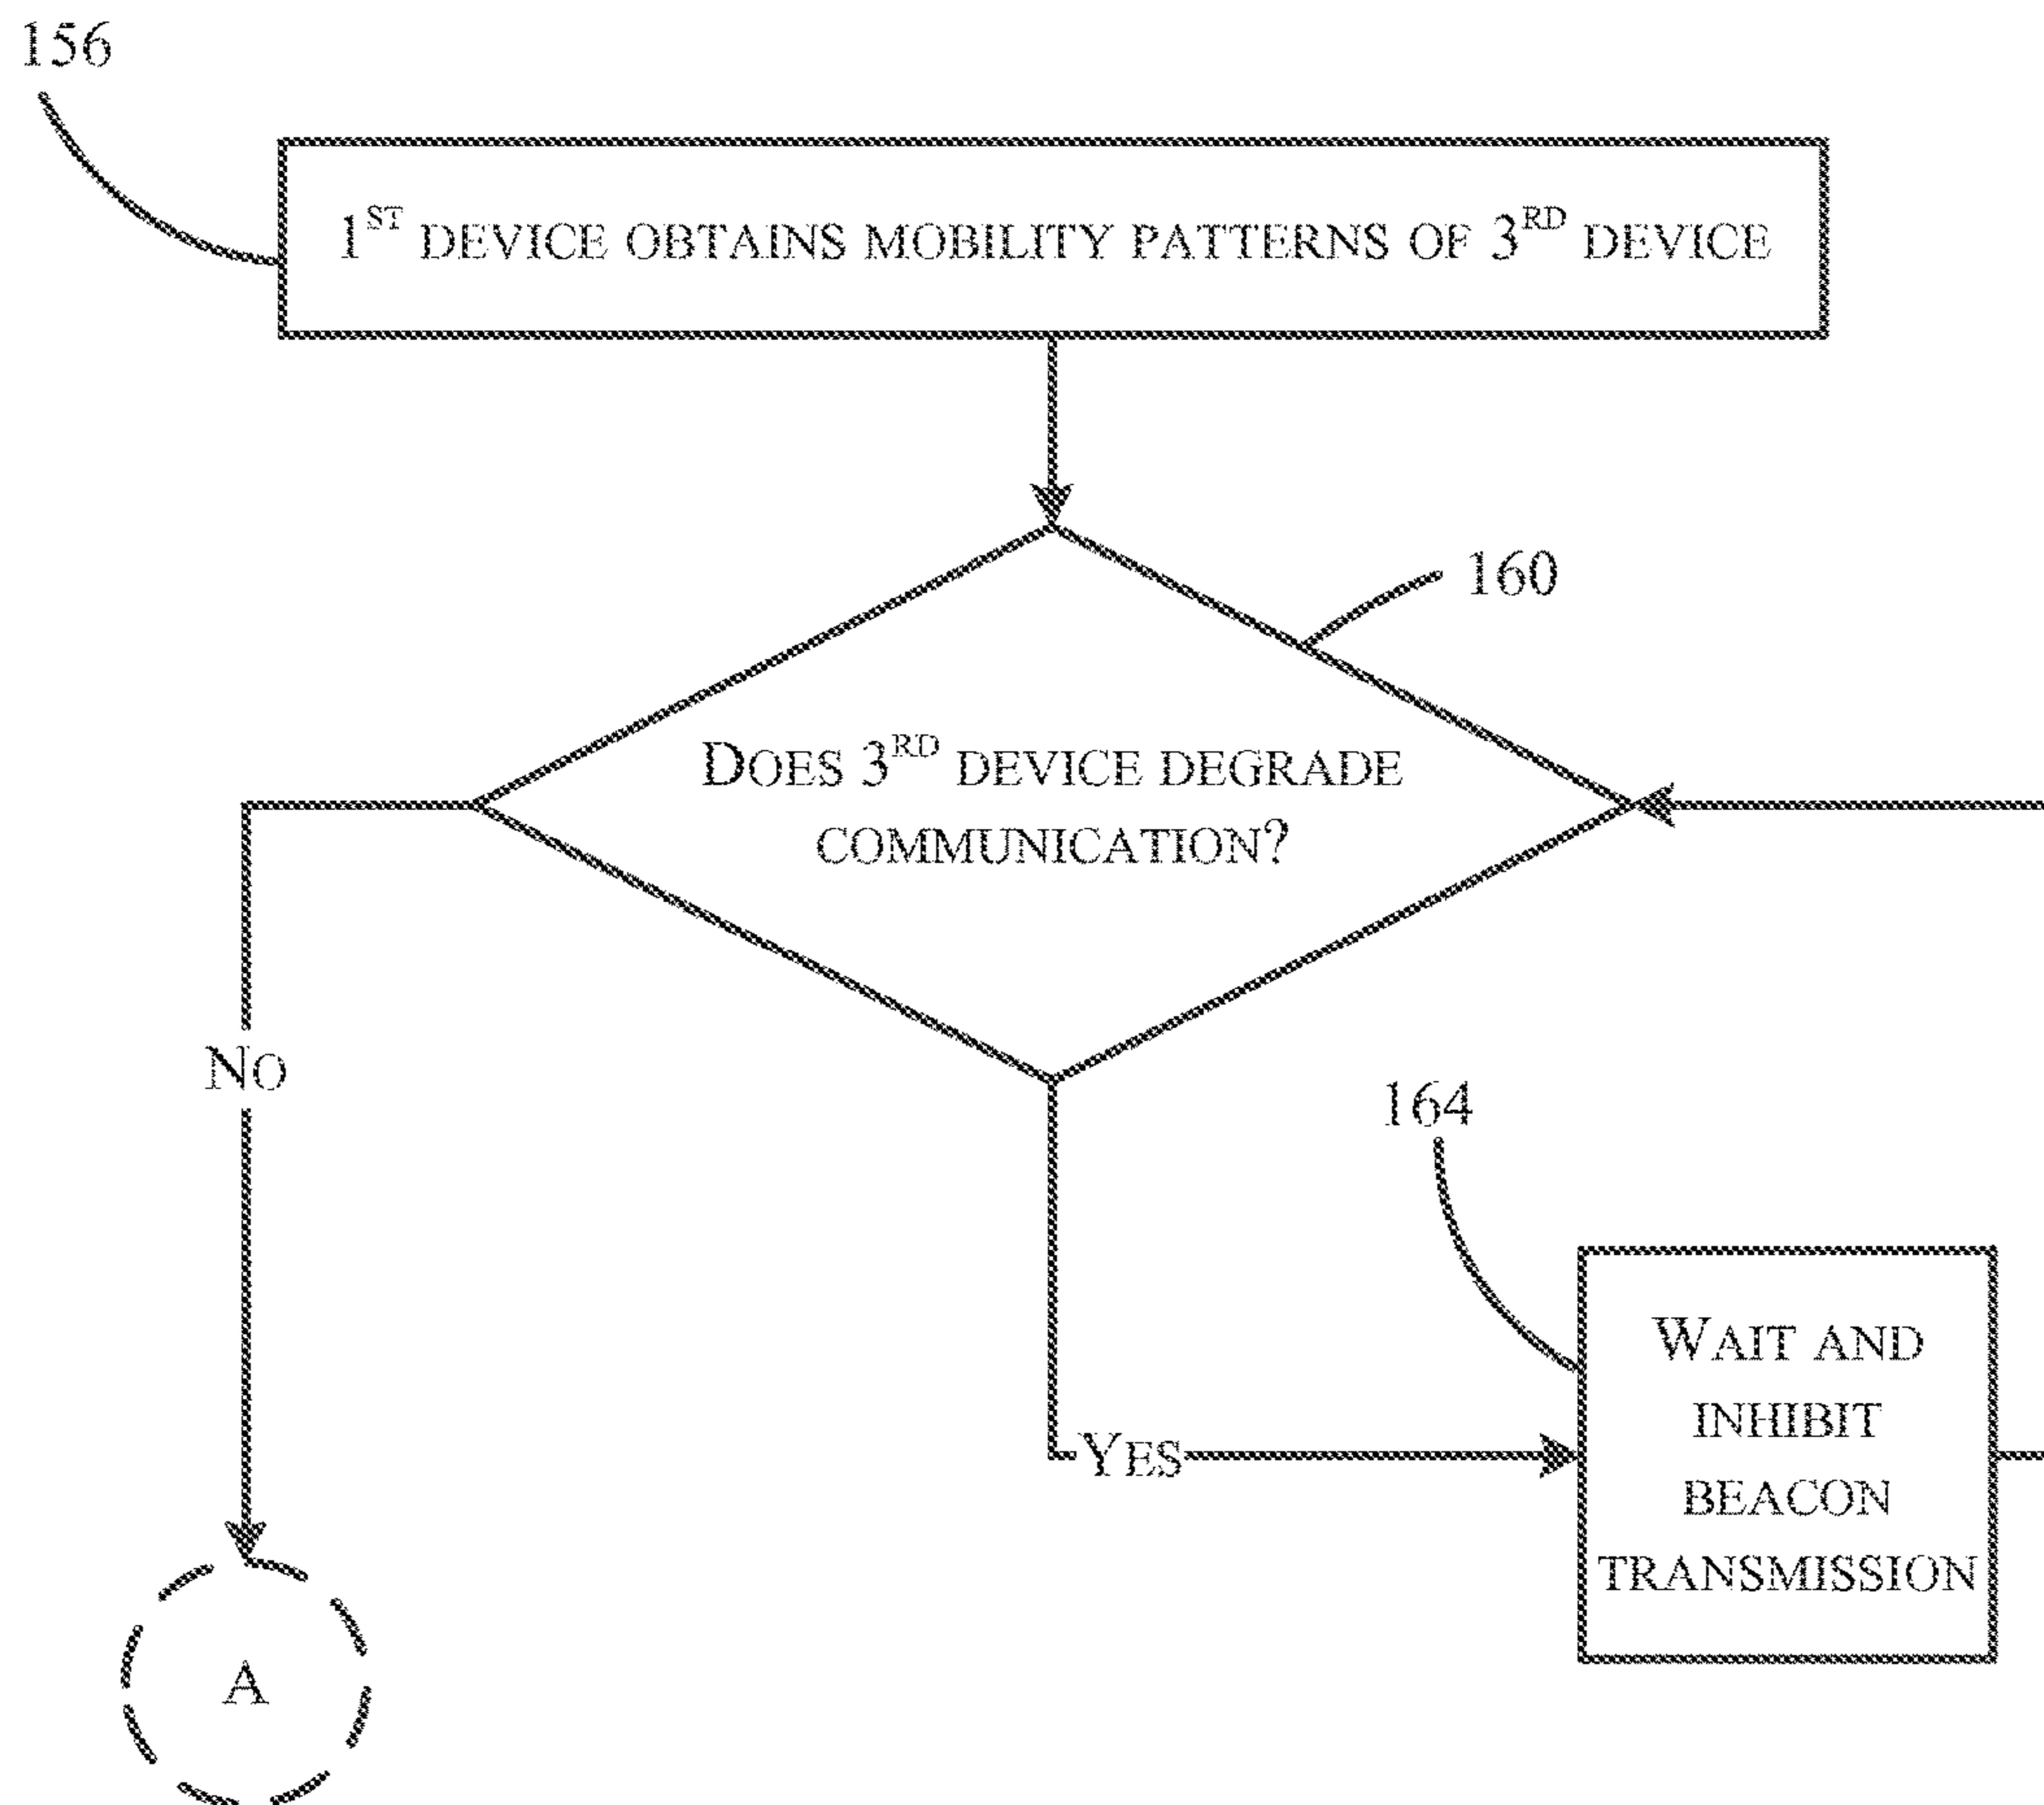 156
1ST DEVICE OBTAINS MOBILITY PATTERNS OF 3RD DEVICE
160
DOES 3RD DEVICE DEGRADE
COMMUNICATION?
NO
164
YES
WAIT AND
INHIBIT
BEACON
TRANSMISSION
A